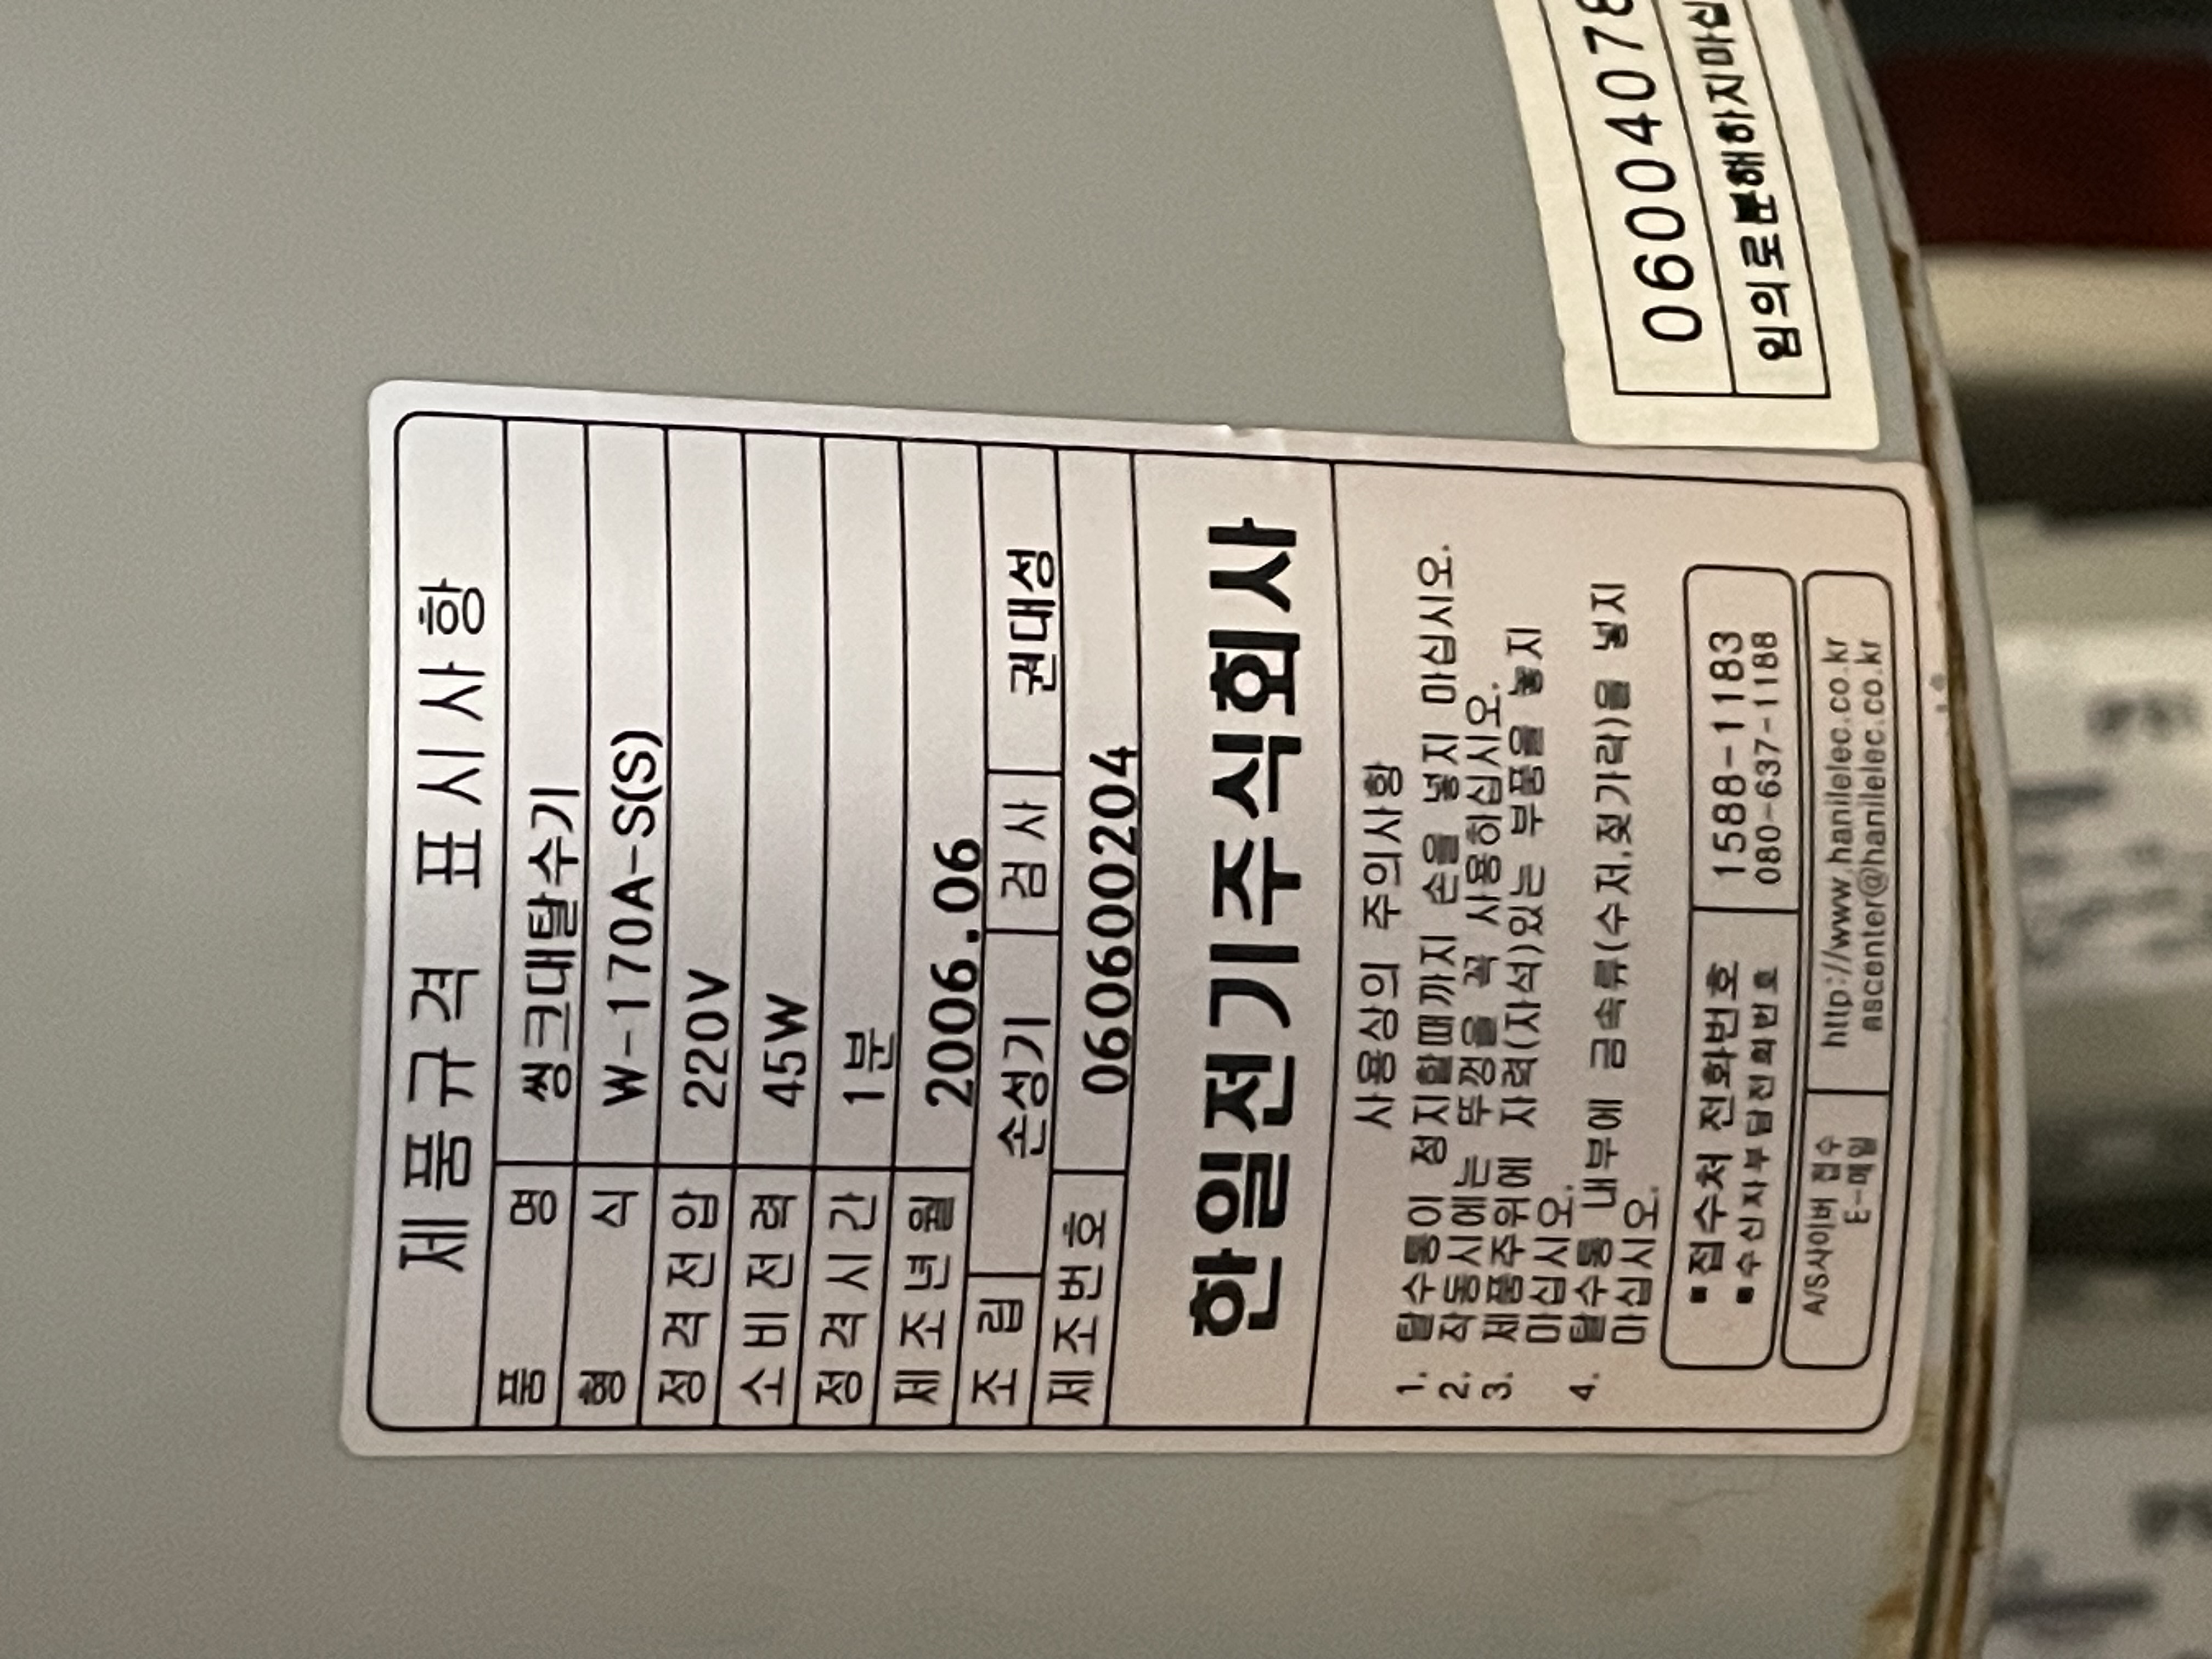 제품규격 표시사항
품 명 씽크대탈수기
형 식 W-170A-S(S)
정격전압 220V
소비전력 45W
정격시간 1분
제조년월 2006.06
조립 손성기 검사 권대성
제조번호 060600204
한일전기주식회사
사용상의 주의사항
1. 탈수통이 정지할때까지 손을 넣지 마십시오.
2. 작동시에는 뚜껑을 꼭 사용하십시오.
3. 제품주위에 자력(자석)있는 부품을 놓지
마십시오.
4. 탈수통 내부에 금속류(수저,젖가락)을 넣지
마십시오.
■ 접수처 전화번호 1588-1183
■ 수신자부담전화번호 080-637-1188
A/S사이버 접수 http://www.hanilelec.co.kr
E-메일 ascenter@hanilelec.co.kr
06004078
임의로분해하지마십